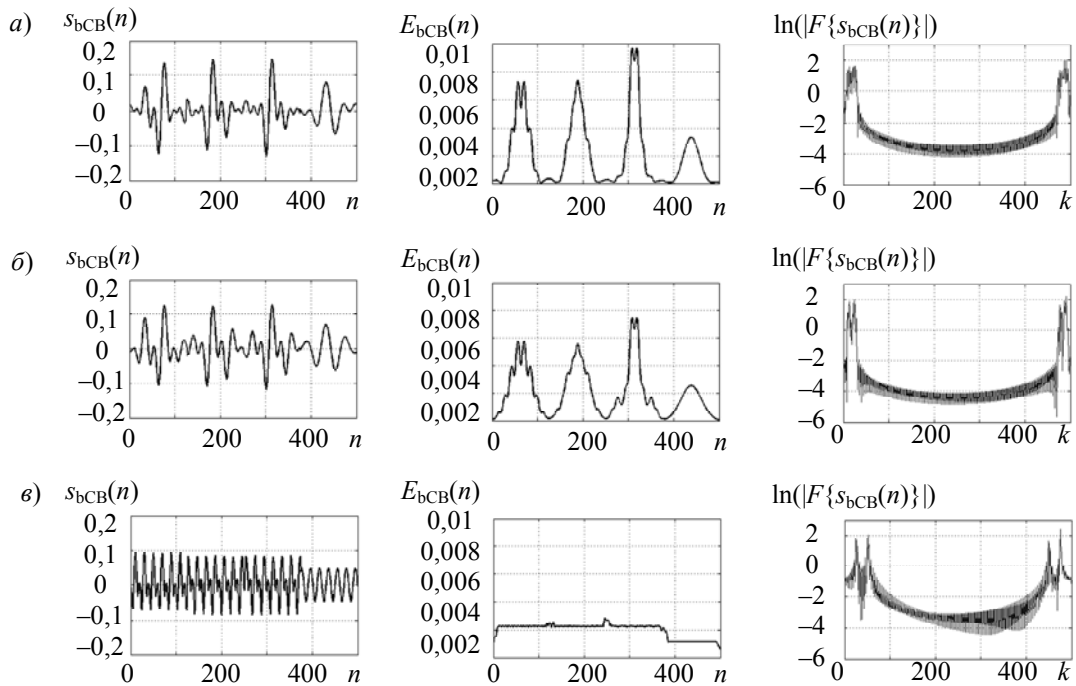 а) s_bCB(n) E_bCB(n) ln(|F{s_bCB(n)}|)
0,2 0,01 2
0,1 0,008 0
0 0,006 –2
–0,1 0,004 –4
–0,2 0,002 –6
0 200 400 n 0 200 400 n 0 200 400 k
б) s_bCB(n) E_bCB(n) ln(|F{s_bCB(n)}|)
0,2 0,01 2
0,1 0,008 0
0 0,006 –2
–0,1 0,004 –4
–0,2 0,002 –6
0 200 400 n 0 200 400 n 0 200 400 k
в) s_bCB(n) E_bCB(n) ln(|F{s_bCB(n)}|)
0,2 0,01 2
0,1 0,008 0
0 0,006 –2
–0,1 0,004 –4
–0,2 0,002 –6
0 200 400 n 0 200 400 n 0 200 400 k